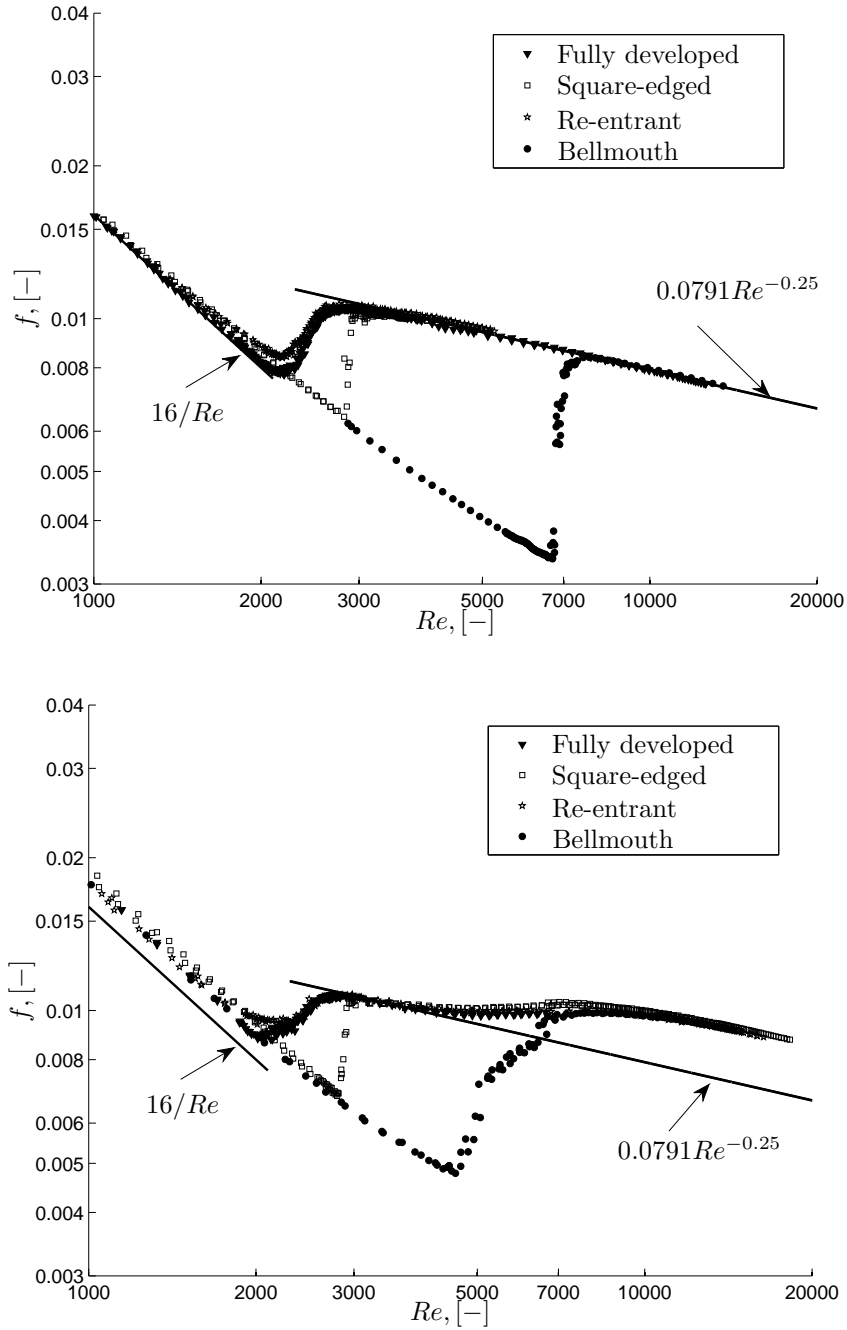 0.04
Fully developed
0.03
Square-edged
Re-entrant
Bellmouth
0.02
0.015
f, [−]
0.0791Re^{−0.25}
0.01
0.008
16/Re
0.006
0.005
0.004
0.003
1000 2000 3000 5000 7000 10000 20000
Re, [−]
0.04
Fully developed
0.03
Square-edged
Re-entrant
Bellmouth
0.02
0.015
f, [−]
0.01
0.008
16/Re
0.006
0.0791Re^{−0.25}
0.005
0.004
0.003
1000 2000 3000 5000 7000 10000 20000
Re, [−]